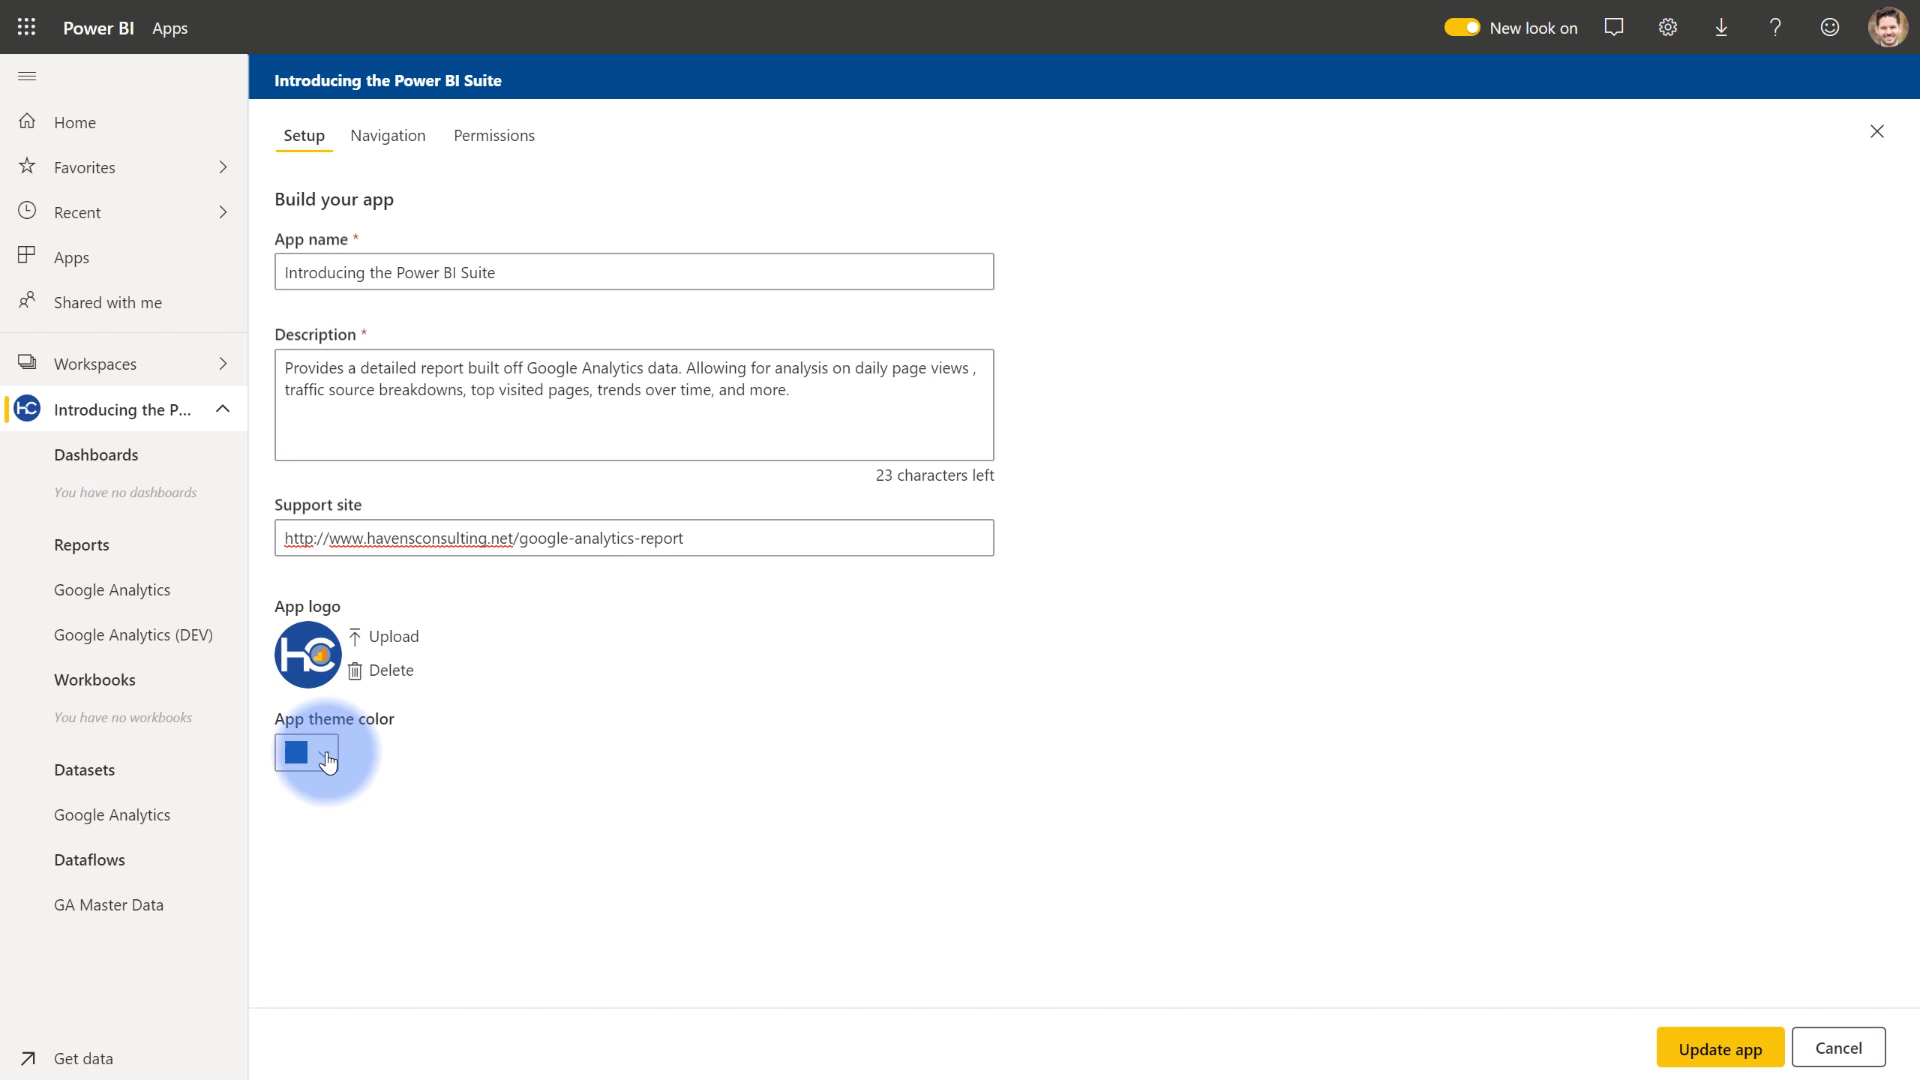 Power BI Apps
New look on
Introducing the Power BI Suite
Home
Favorites
Recent
Apps
Shared with me
Workspaces
Introducing the P...
Dashboards
You have no dashboards
Reports
Google Analytics
Google Analytics (DEV)
Workbooks
You have no workbooks
Datasets
Google Analytics
Dataflows
GA Master Data
Get data
Setup Navigation Permissions
Build your app
App name *
Introducing the Power BI Suite
Description *
Provides a detailed report built off Google Analytics data. Allowing for analysis on daily page views ,
traffic source breakdowns, top visited pages, trends over time, and more.
23 characters left
Support site
http://www.havensconsulting.net/google-analytics-report
App logo
HC
Upload
Delete
App theme color
Update app
Cancel